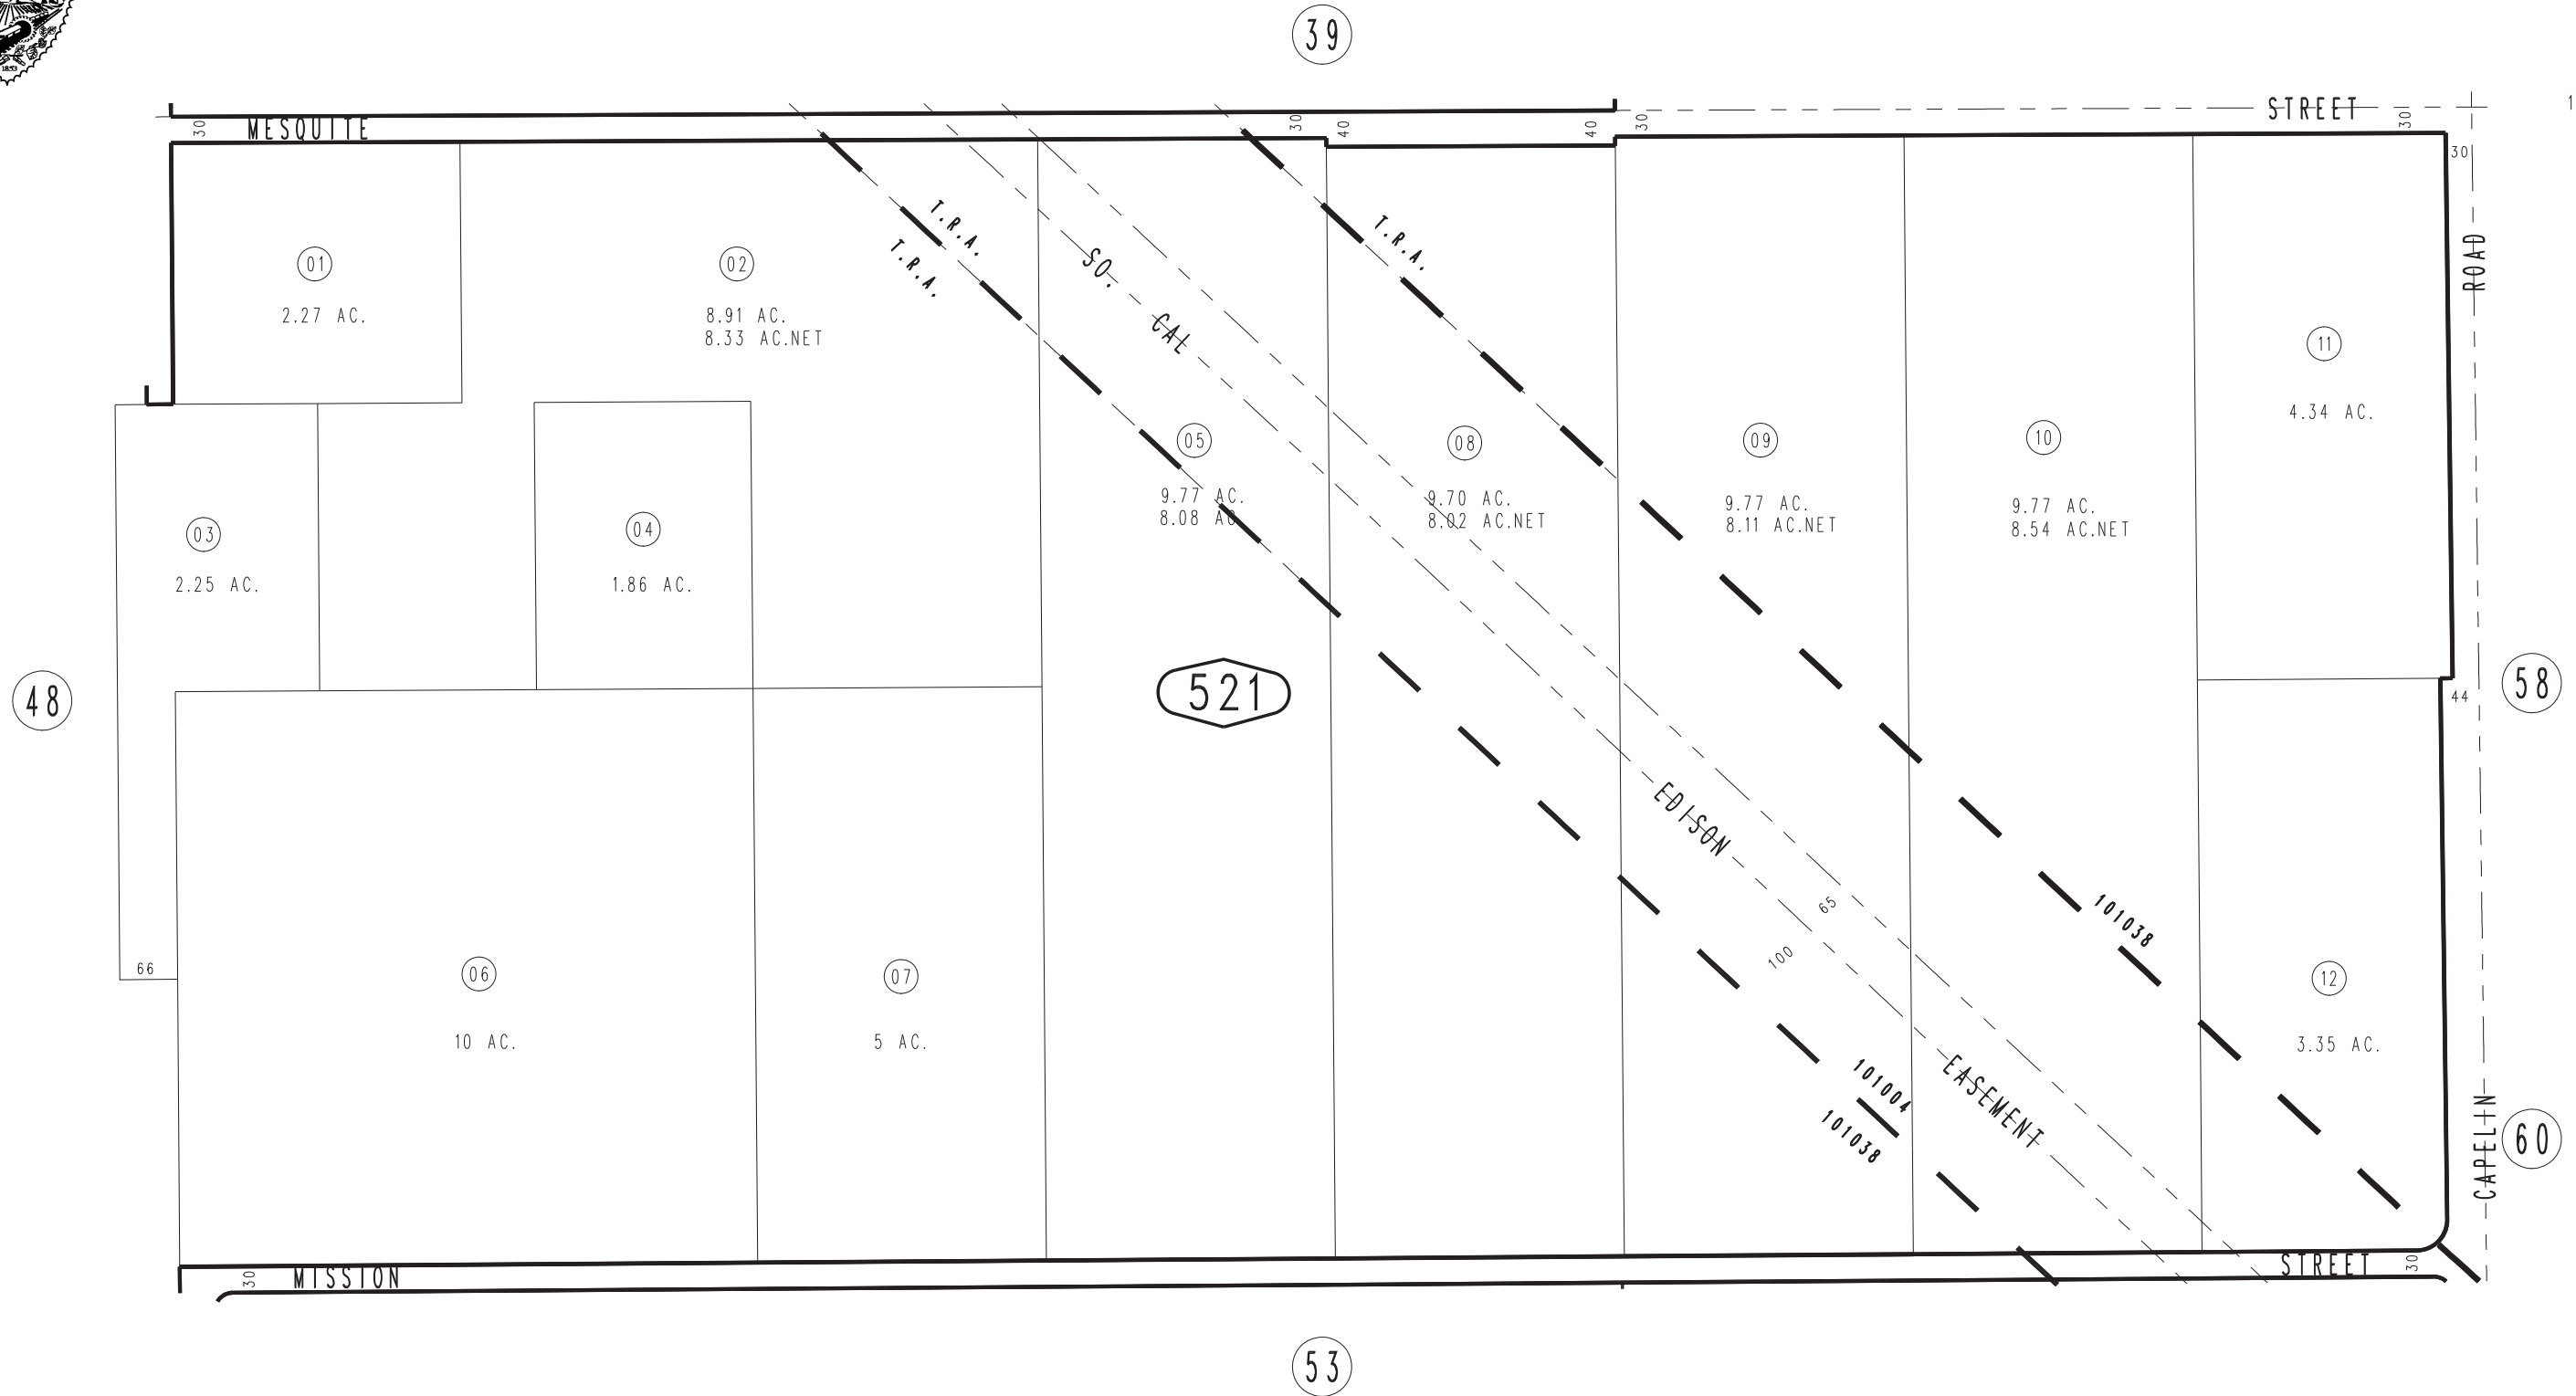 39
1853
MESQUITE
STREET
30
30
40
40
30
30
30
1
ROAD
T.R.A.
T.R.A.
T.R.A.
SO.
CAL
EDISON
EASEMENT
01
2.27 AC.
02
8.91 AC.
8.33 AC.NET
03
2.25 AC.
04
1.86 AC.
05
9.77 AC.
8.08 AC
08
9.70 AC.
8.02 AC.NET
09
9.77 AC.
8.11 AC.NET
10
9.77 AC.
8.54 AC.NET
11
4.34 AC.
48
521
58
44
66
06
10 AC.
07
5 AC.
65
100
101038
101004
101038
12
3.35 AC.
CAPELIN
60
30
MISSION
STREET
30
53